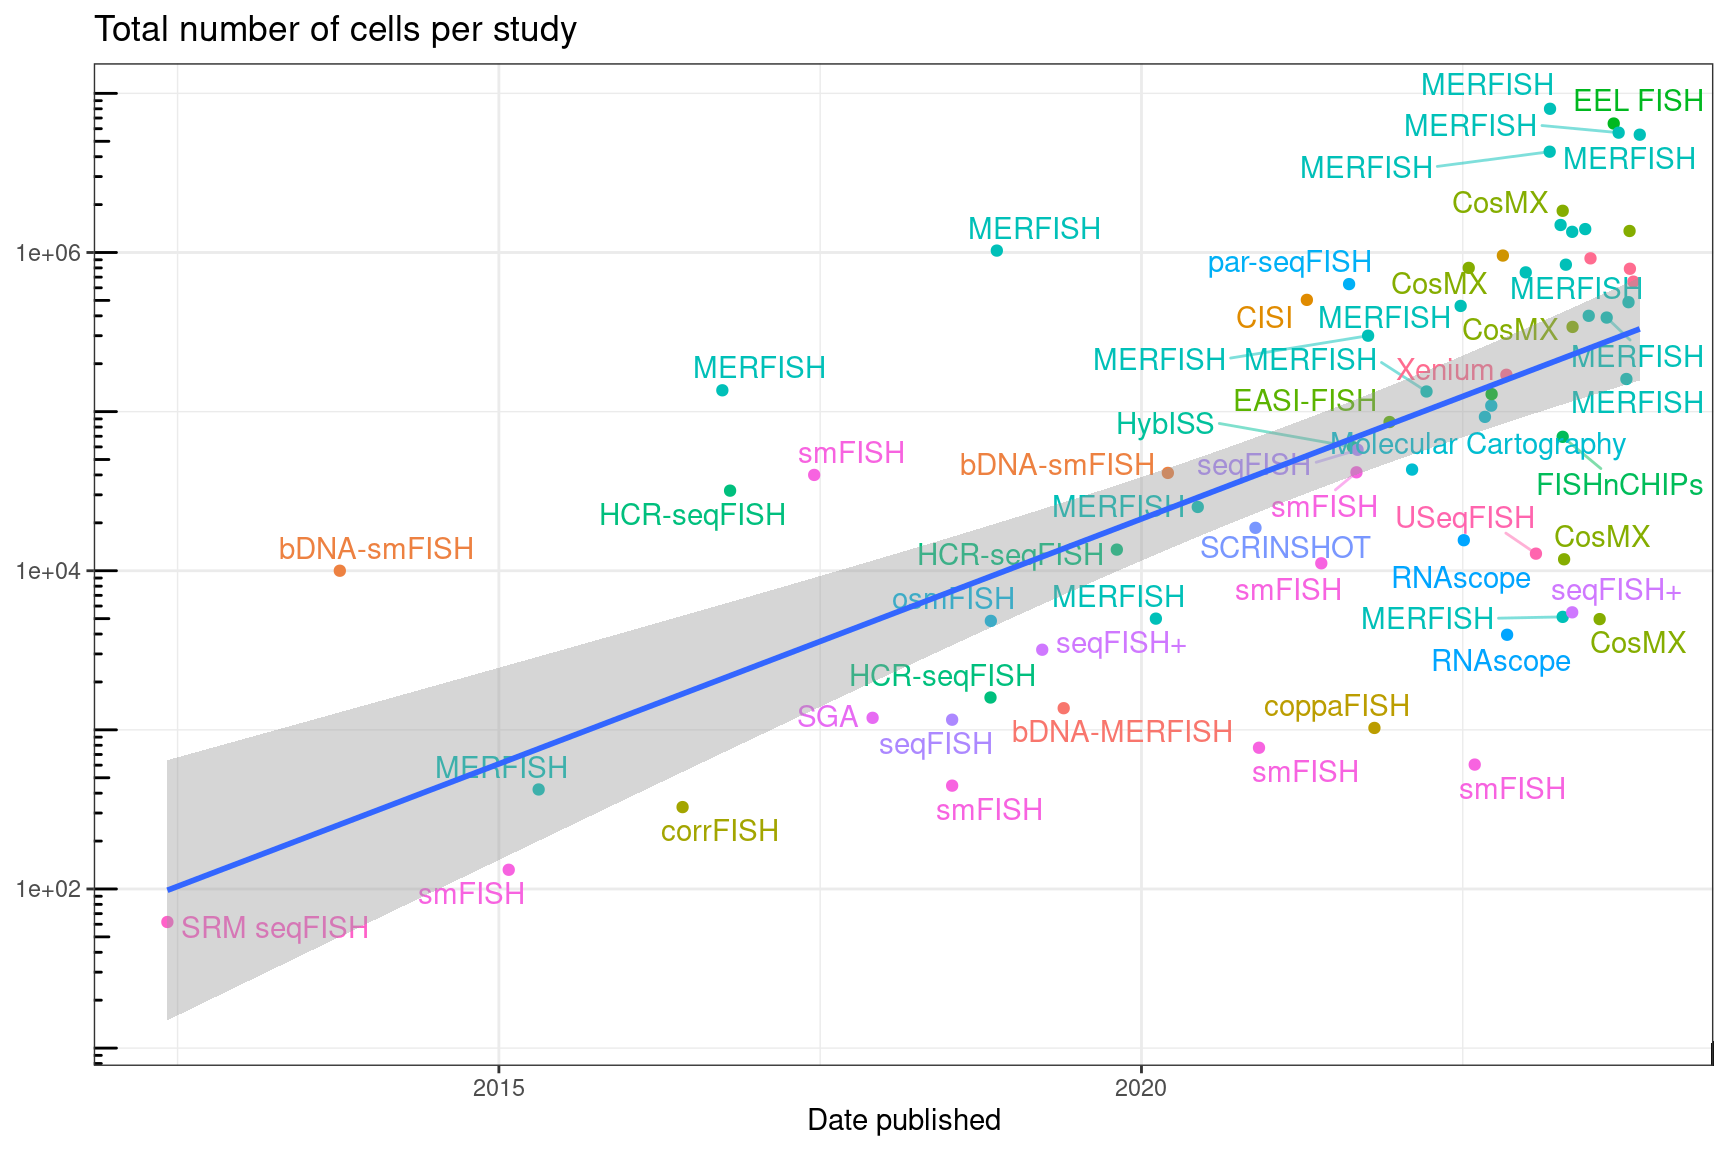 Total number of cells per study
MERFISH
EEL FISH
MERFISH
MERFISH
MERFISH
CosMX
MERFISH
1e+06
par-seqFISH
CosMX
MERFISH
CISI
MERFISH
CosMX
MERFISH
MERFISH
MERFISH
MERFISH
Xenium
EASI-FISH
MERFISH
HybISS
Molecular Cartography
smFISH
bDNA-smFISH
seqFISH
FISHnCHIPs
MERFISH
smFISH
HCR-seqFISH
USeqFISH
CosMX
bDNA-smFISH
SCRINSHOT
HCR-seqFISH
1e+04
RNAscope
smFISH
seqFISH+
osmFISH
MERFISH
MERFISH
seqFISH+
CosMX
RNAscope
HCR-seqFISH
coppaFISH
SGA
bDNA-MERFISH
seqFISH
MERFISH
smFISH
smFISH
smFISH
corrFISH
1e+02
smFISH
SRM seqFISH
2015
2020
Date published